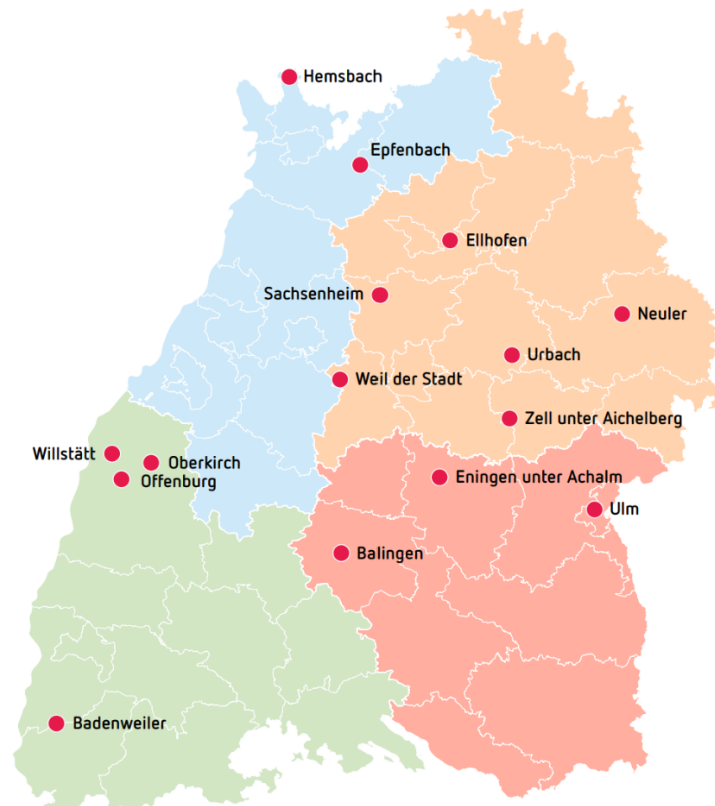 Hemsbach
Epfenbach
Ellhofen
Sachsenheim
Neuler
Urbach
Weil der Stadt
Zell unter Aichelberg
Willstätt
Oberkirch
Offenburg
Eningen unter Achalm
Ulm
Balingen
Badenweiler